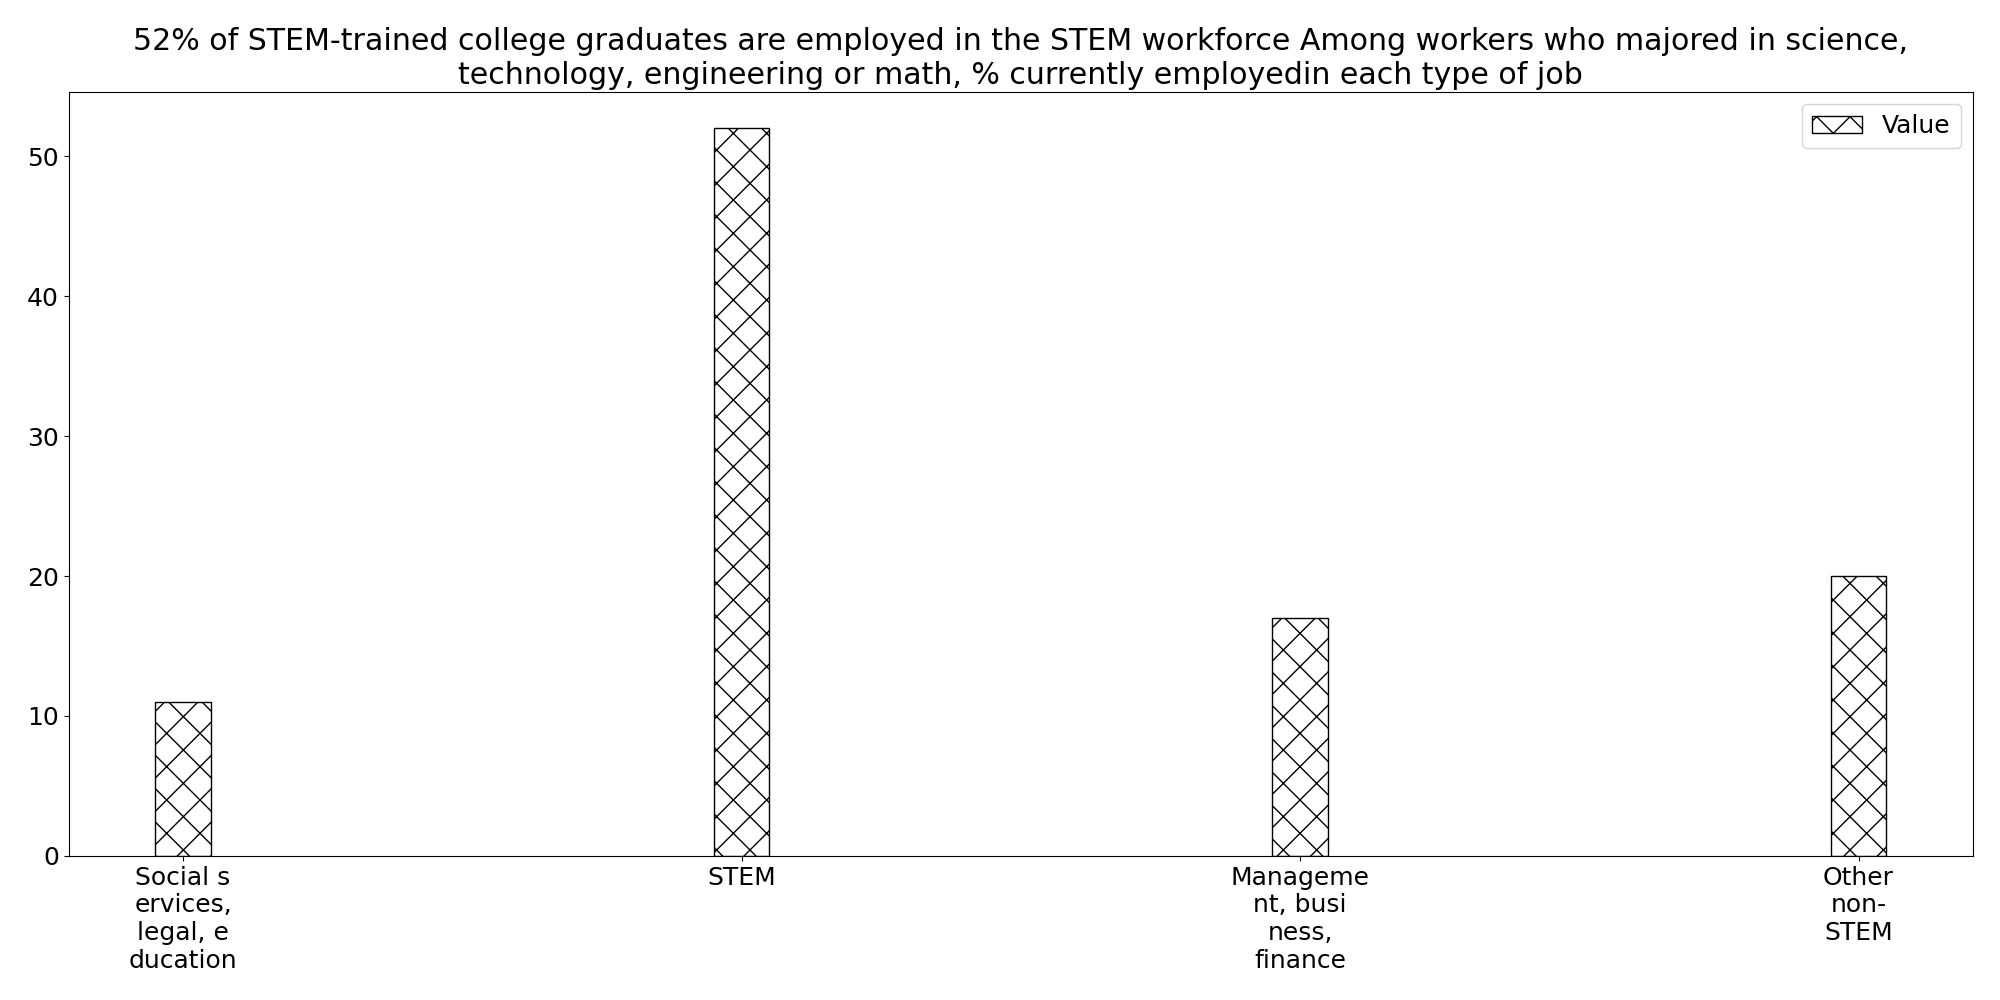 52% of STEM-trained college graduates are employed in the STEM workforce Among workers who majored in science,
technology, engineering or math, % currently employedin each type of job
Value
50
40
30
20
10
0
Social s
ervices,
legal, e
ducation
STEM
Manageme
nt, busi
ness,
finance
Other
non-
STEM